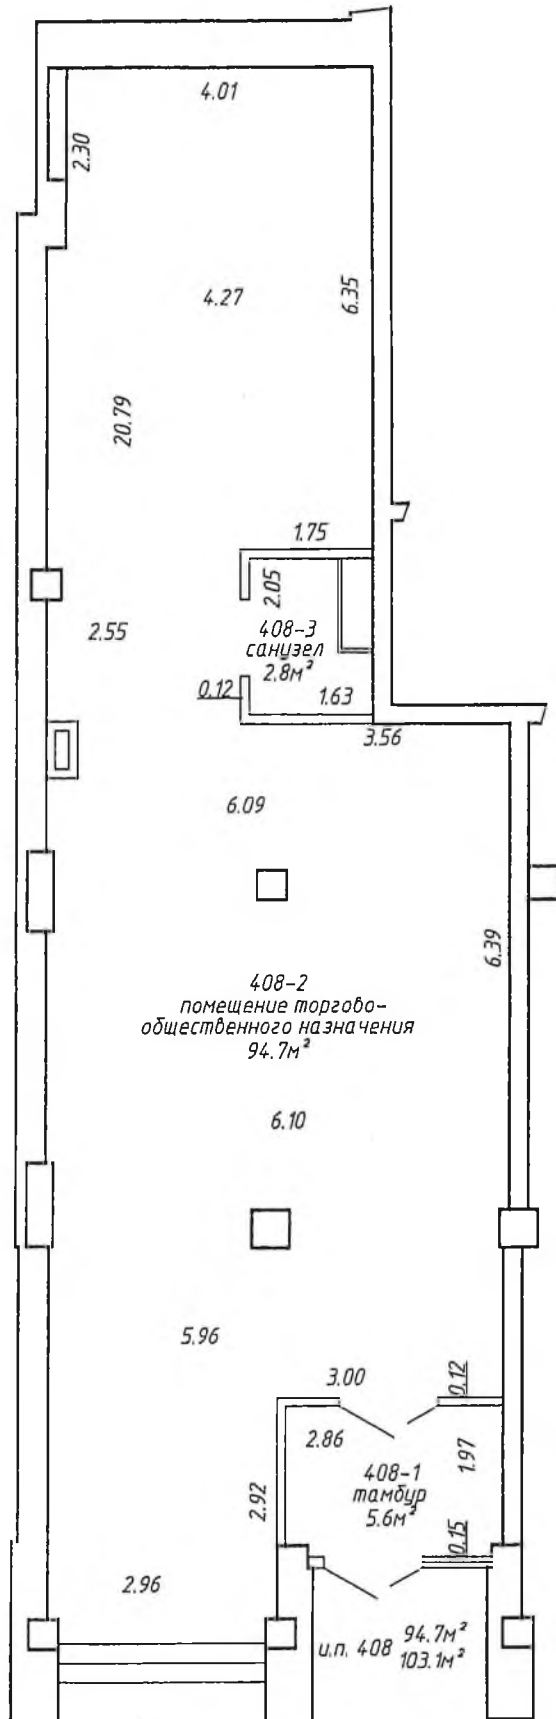 4.01
2.30
4.27
6.35
20.79
1.75
2.05
2.55
408-3
санузел
2.8м²
0.12
1.63
3.56
6.09
6.39
408-2
помещение торгово-
общественного назначения
94.7м²
6.10
5.96
3.00
0.12
2.86
1.97
408-1
тамбур
5.6м²
2.92
0.15
2.96
и.п. 408 94.7м²
103.1м²